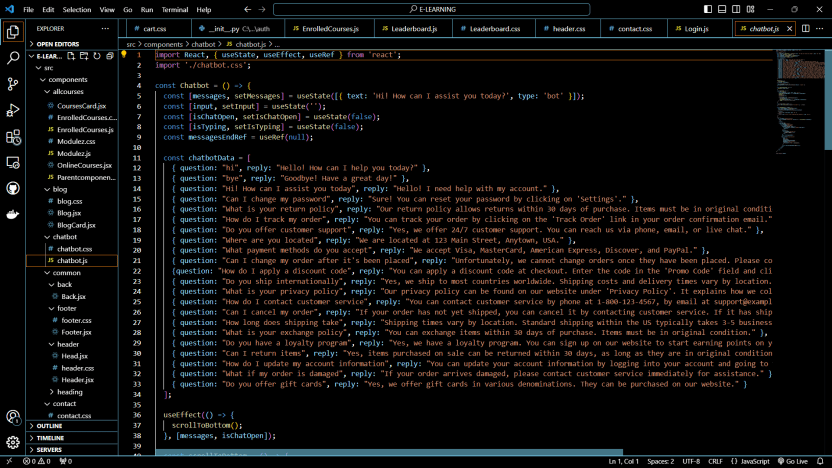 File Edit Selection View Go Run Terminal Help
E-LEARNING
EXPLORER
OPEN EDITORS
E-LEAR...
src
components
allcourses
CoursesCard.jsx
EnrolledCourses.c...
EnrolledCourses.js
Modulez.css
Modulez.js
OnlineCourses.jsx
Parentcomponen...
blog
blog.css
Blog.jsx
BlogCard.jsx
chatbot
chatbot.css
chatbot.js
common
back
Back.jsx
footer
footer.css
Footer.jsx
header
Head.jsx
header.css
Header.jsx
heading
contact
contact.css
OUTLINE
TIMELINE
SERVERS
cart.css
__init__.py C:\...\auth
EnrolledCourses.js
Leaderboard.js
Leaderboard.css
header.css
contact.css
Login.js
chatbot.js
src > components > chatbot > chatbot.js > ...
1 import React, { useState, useEffect, useRef } from 'react';
2 import './chatbot.css';
3
4 const Chatbot = () => {
5 const [messages, setMessages] = useState([{ text: 'Hi! How can I assist you today?', type: 'bot' }]);
6 const [input, setInput] = useState('');
7 const [isChatOpen, setIsChatOpen] = useState(false);
8 const [isTyping, setIsTyping] = useState(false);
9 const messagesEndRef = useRef(null);
10
11 const chatbotData = [
12 { question: "hi", reply: "Hello! How can I help you today?" },
13 { question: "bye", reply: "Goodbye! Have a great day!" },
14 { question: "Hi! How can I assist you today", reply: "Hello! I need help with my account." },
15 { question: "Can I change my password", reply: "Sure! You can reset your password by clicking on 'Settings'." },
16 { question: "What is your return policy", reply: "Our return policy allows returns within 30 days of purchase. Items must be in original conditi
17 { question: "How do I track my order", reply: "You can track your order by clicking on the 'Track Order' link in your order confirmation email."
18 { question: "Do you offer customer support", reply: "Yes, we offer 24/7 customer support. You can reach us via phone, email, or live chat." },
19 { question: "Where are you located", reply: "We are located at 123 Main Street, Anytown, USA." },
20 { question: "What payment methods do you accept", reply: "We accept Visa, MasterCard, American Express, Discover, and PayPal." },
21 { question: "Can I change my order after it's been placed", reply: "Unfortunately, we cannot change orders once they have been placed. Please co
22 {question: "How do I apply a discount code", reply: "You can apply a discount code at checkout. Enter the code in the 'Promo Code' field and cli
23 { question: "Do you ship internationally", reply: "Yes, we ship to most countries worldwide. Shipping costs and delivery times vary by location.
24 { question: "What is your privacy policy", reply: "Our privacy policy can be found on our website under 'Privacy Policy'. It explains how we col
25 { question: "How do I contact customer service", reply: "You can contact customer service by phone at 1-800-123-4567, by email at support@exampl
26 { question: "Can I cancel my order", reply: "If your order has not yet shipped, you can cancel it by contacting customer service. If it has ship
27 { question: "How long does shipping take", reply: "Shipping times vary by location. Standard shipping within the US typically takes 3-5 business
28 { question: "What is your exchange policy", reply: "You can exchange items within 30 days of purchase. Items must be in original condition." },
29 { question: "Do you have a loyalty program", reply: "Yes, we have a loyalty program. You can sign up on our website to start earning points on y
30 { question: "Can I return items", reply: "Yes, items purchased on sale can be returned within 30 days, as long as they are in original condition
31 { question: "How do I update my account information", reply: "You can update your account information by logging into your account and going to
32 { question: "What if my order is damaged", reply: "If your order arrives damaged, please contact customer service immediately for assistance." }
33 { question: "Do you offer gift cards", reply: "Yes, we offer gift cards in various denominations. They can be purchased on our website." }
34 ];
35
36 useEffect(() => {
37 scrollToBottom();
38 }, [messages, isChatOpen]);
39
0 0 0 Ln 1, Col 1 Spaces: 2 UTF-8 CRLF {} JavaScript Go Live